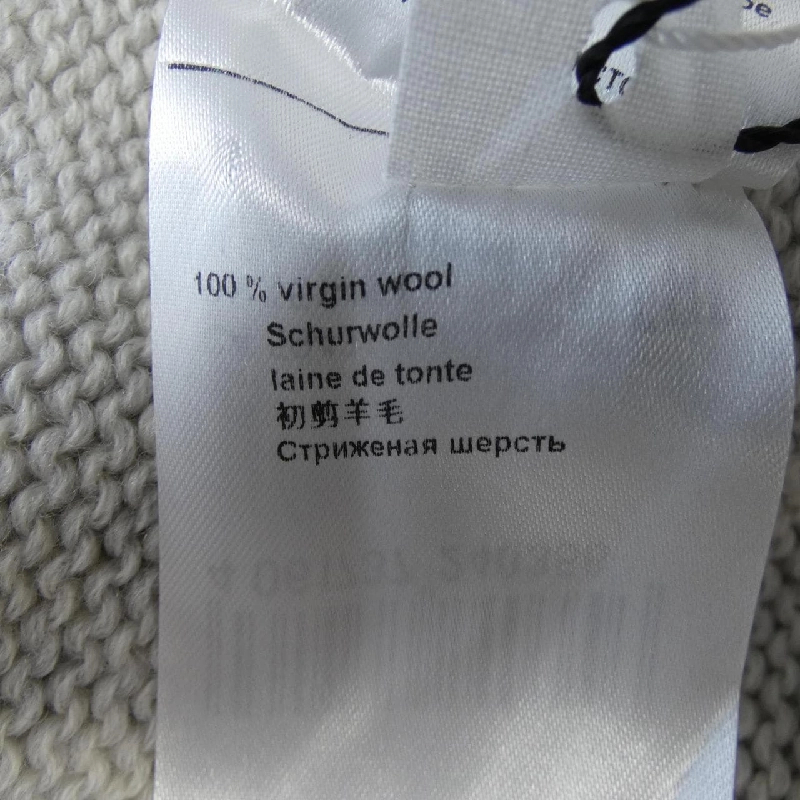 100 % virgin wool
Schurwolle
laine de tonte
初剪羊毛
Стриженая шерсть